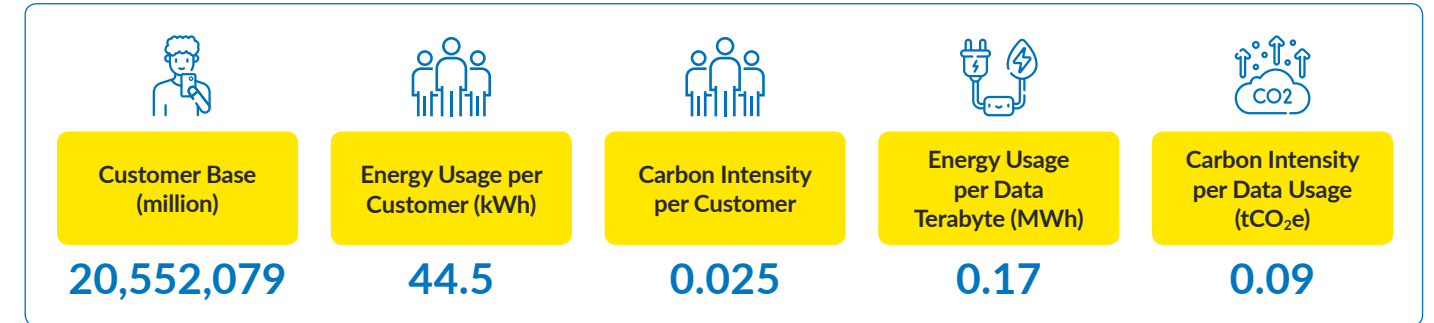 CO2
Customer Base
(million)
20,552,079
Energy Usage per
Customer (kWh)
44.5
Carbon Intensity
per Customer
0.025
Energy Usage
per Data
Terabyte (MWh)
0.17
Carbon Intensity
per Data Usage
(tCO₂e)
0.09